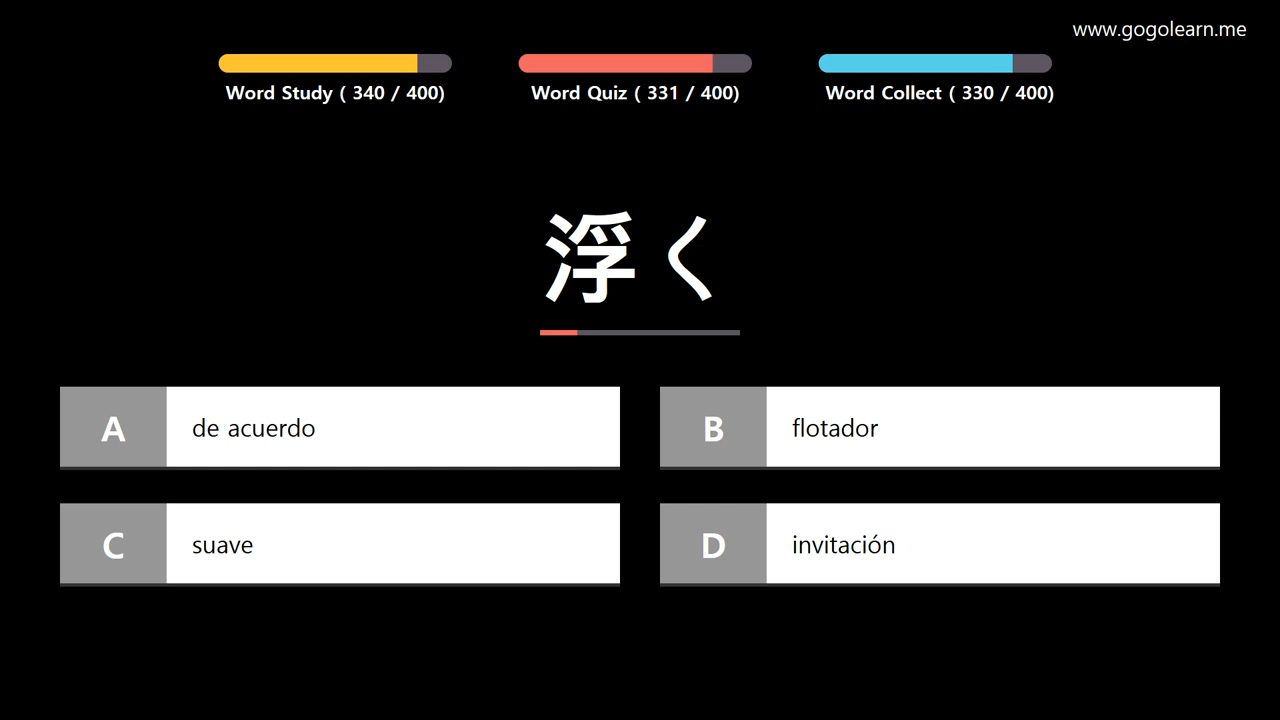 www.gogolearn.me
Word Study ( 340 / 400)
Word Quiz ( 331 / 400)
Word Collect ( 330 / 400)
浮く
A de acuerdo
B flotador
C suave
D invitación